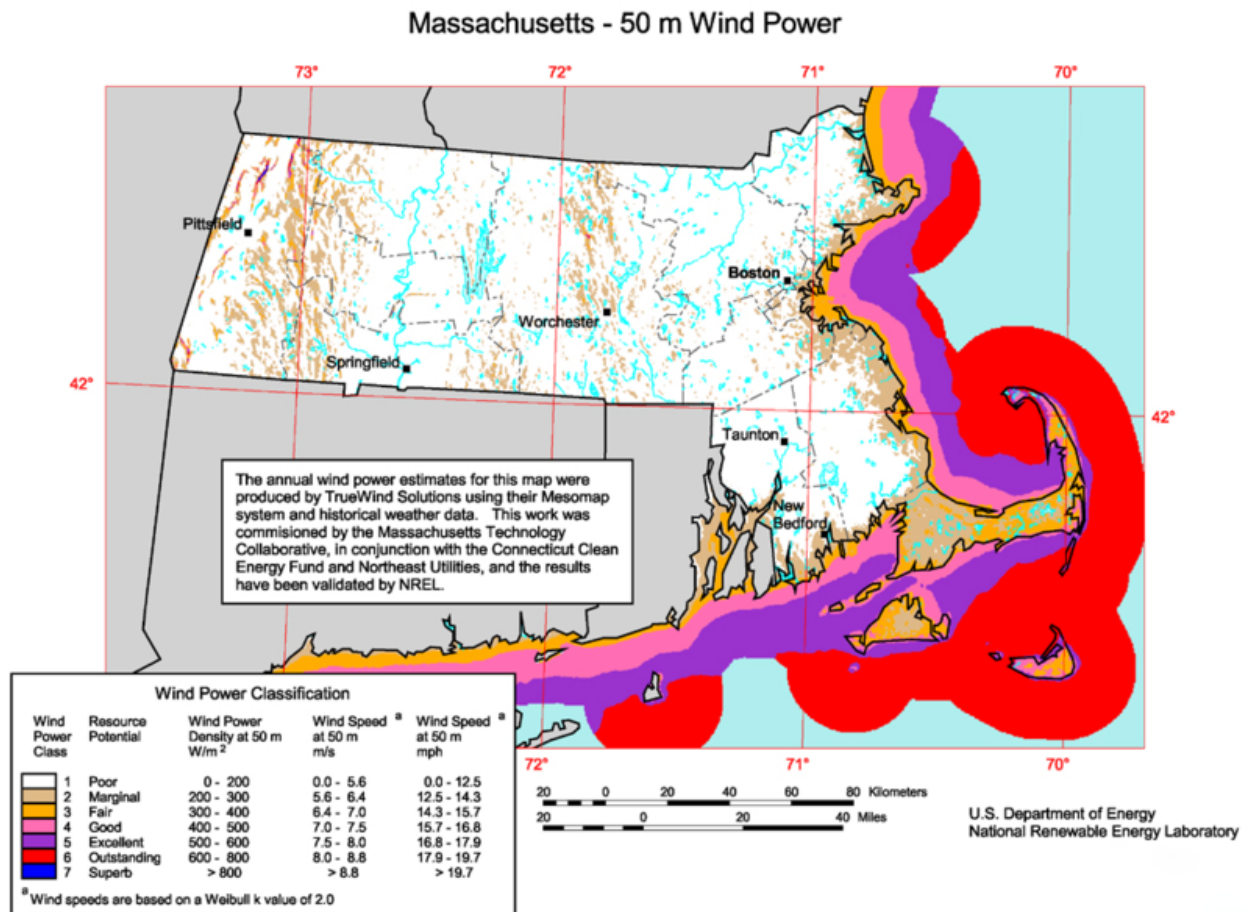 Massachusetts - 50 m Wind Power
73°
72°
71°
70°
Pittsfield
Boston
Worchester
Springfield
42°
42°
Taunton
New
Bedford
The annual wind power estimates for this map were
produced by TrueWind Solutions using their Mesomap
system and historical weather data. This work was
commisioned by the Massachusetts Technology
Collaborative, in conjunction with the Connecticut Clean
Energy Fund and Northeast Utilities, and the results
have been validated by NREL.
72°
71°
70°
Wind Power Classification
Wind Power Class Resource Potential Wind Power Density at 50 m W/m² Wind Speed ᵃ at 50 m m/s Wind Speed ᵃ at 50 m mph
1 Poor 0 - 200 0.0 - 5.6 0.0 - 12.5
2 Marginal 200 - 300 5.6 - 6.4 12.5 - 14.3
3 Fair 300 - 400 6.4 - 7.0 14.3 - 15.7
4 Good 400 - 500 7.0 - 7.5 15.7 - 16.8
5 Excellent 500 - 600 7.5 - 8.0 16.8 - 17.9
6 Outstanding 600 - 800 8.0 - 8.8 17.9 - 19.7
7 Superb > 800 > 8.8 > 19.7
ᵃ Wind speeds are based on a Weibull k value of 2.0
20 0 20 40 60 80 Kilometers
20 0 20 40 Miles
U.S. Department of Energy
National Renewable Energy Laboratory